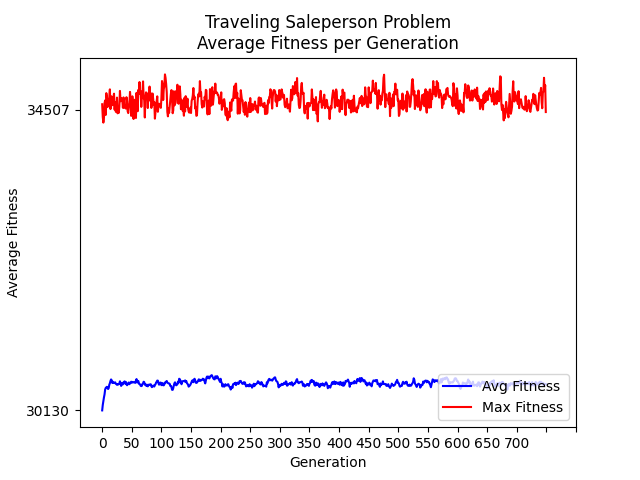 Traveling Saleperson Problem
Average Fitness per Generation
34507
Average Fitness
30130
Avg Fitness
Max Fitness
0 50 100 150 200 250 300 350 400 450 500 550 600 650 700
Generation